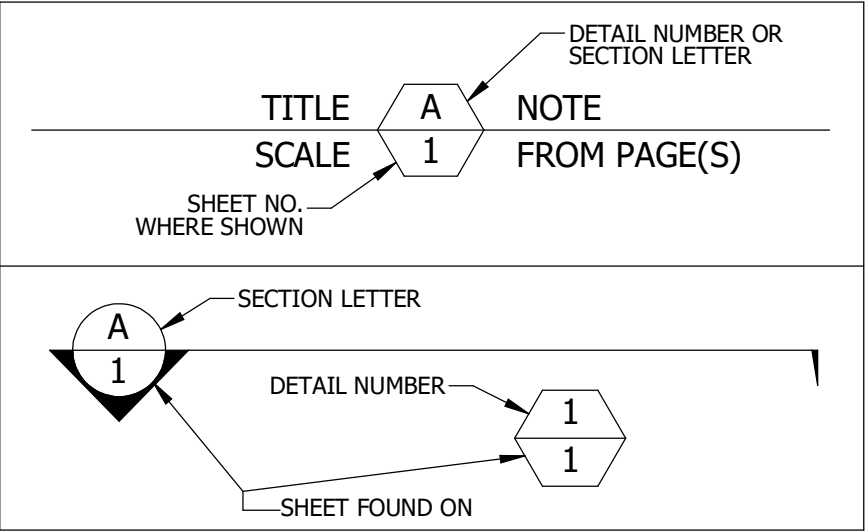 DETAIL NUMBER OR
SECTION LETTER
TITLE A NOTE
SCALE 1 FROM PAGE(S)
SHEET NO.
WHERE SHOWN
SECTION LETTER
A
1
DETAIL NUMBER
1
1
SHEET FOUND ON